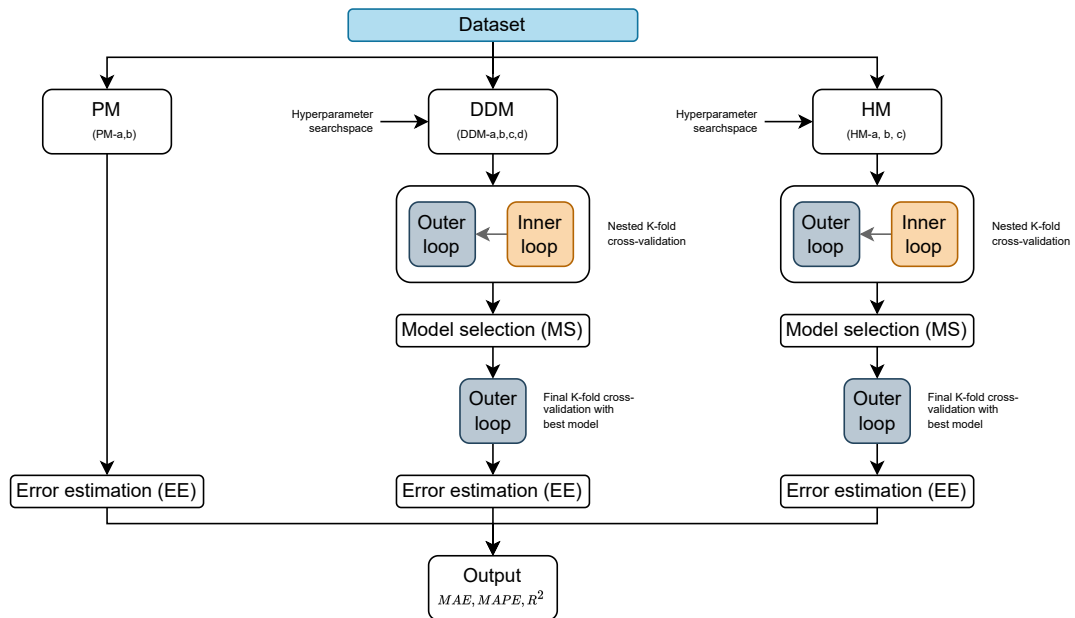 Dataset
PM
(PM-a,b)
Hyperparameter
searchspace
DDM
(DDM-a,b,c,d)
Hyperparameter
searchspace
HM
(HM-a, b, c)
Outer
loop
Inner
loop
Nested K-fold
cross-validation
Outer
loop
Inner
loop
Nested K-fold
cross-validation
Model selection (MS)
Model selection (MS)
Outer
loop
Final K-fold cross-
validation with
best model
Outer
loop
Final K-fold cross-
validation with
best model
Error estimation (EE)
Error estimation (EE)
Error estimation (EE)
Output
MAE, MAPE, R²